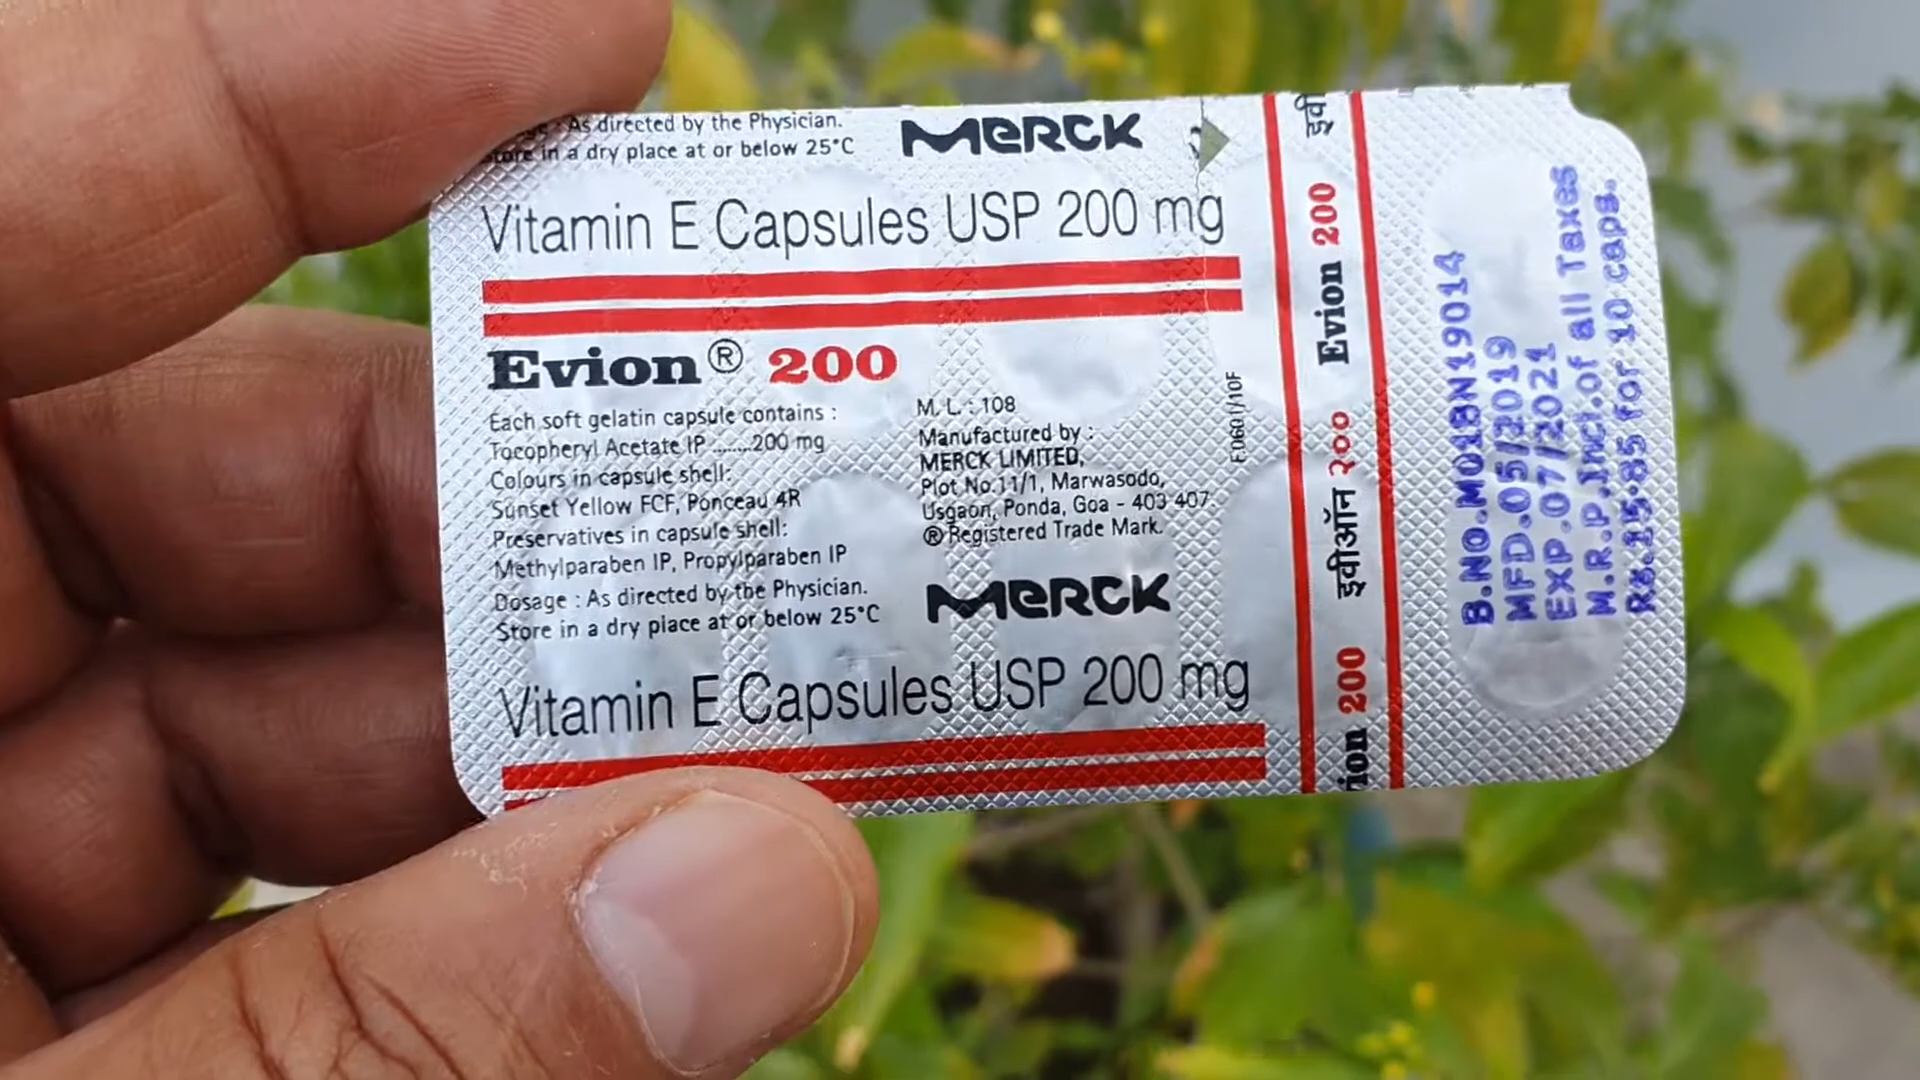 As directed by the Physician.
Store in a dry place at or below 25°C
MERCK
Vitamin E Capsules USP 200 mg
Evion® 200
Each soft gelatin capsule contains :
Tocopheryl Acetate IP ........200 mg
Colours in capsule shell:
Sunset Yellow FCF, Ponceau 4R
Preservatives in capsule shell:
Methylparaben IP, Propylparaben IP
Dosage : As directed by the Physician.
Store in a dry place at or below 25°C
M. L. : 108
Manufactured by :
MERCK LIMITED,
Plot No.11/1, Marwasodo,
Usgaon, Ponda, Goa - 403 407
® Registered Trade Mark.
MERCK
Vitamin E Capsules USP 200 mg
इवी
Evion 200
इवीऑन २००
ion 200
B.NO.M018N19014
MFD.05/2019
EXP.07/2021
M.R.P.Incl.of all Taxes
Rs.15.85 for 10 caps.